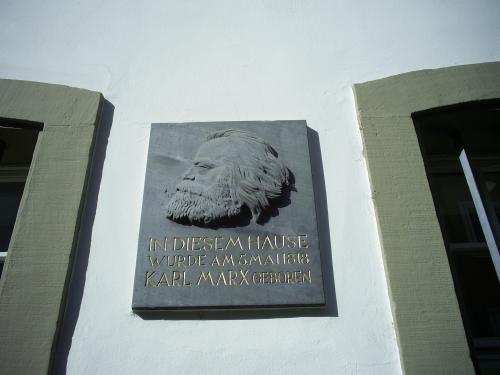 IN DIESEM HAUSE
WURDE AM 5 MAI 1818
KARL MARX GEBOREN